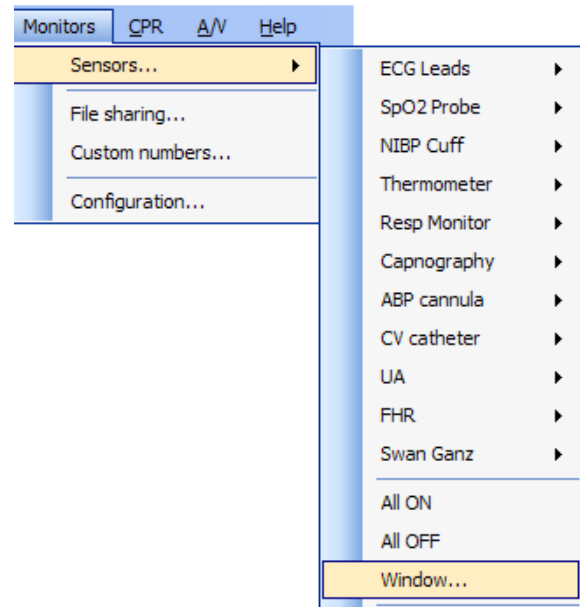 Monitors CPR A/V Help
Sensors...
File sharing...
Custom numbers...
Configuration...
ECG Leads
SpO2 Probe
NIBP Cuff
Thermometer
Resp Monitor
Capnography
ABP cannula
CV catheter
UA
FHR
Swan Ganz
All ON
All OFF
Window...